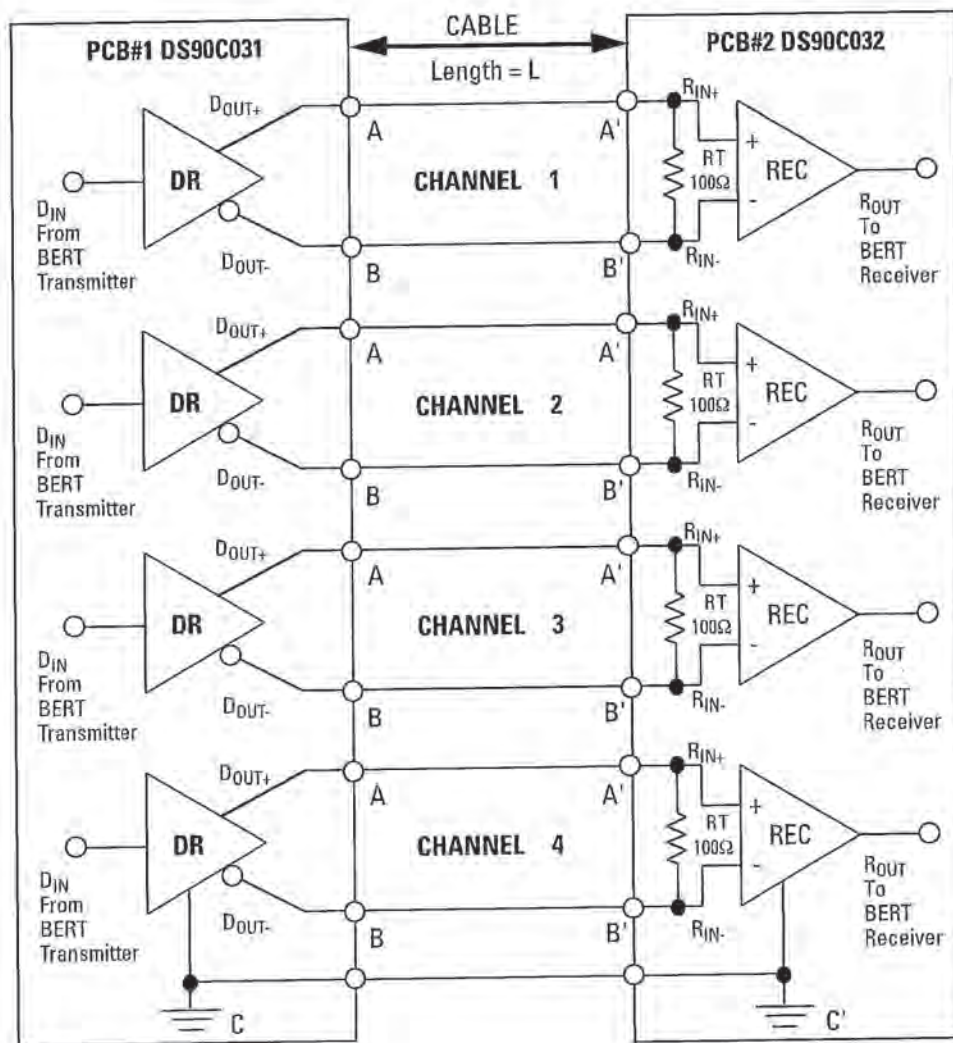 CABLE
PCB#1 DS90C031
PCB#2 DS90C032
Length = L
DOUT+
A
A'
RIN+
DR
CHANNEL 1
RT
100Ω
+
-
REC
DIN
From
BERT
Transmitter
DOUT-
B
B'
RIN-
ROUT
To
BERT
Receiver
DOUT+
A
A'
RIN+
DR
CHANNEL 2
RT
100Ω
+
-
REC
DIN
From
BERT
Transmitter
DOUT-
B
B'
RIN-
ROUT
To
BERT
Receiver
DOUT+
A
A'
RIN+
DR
CHANNEL 3
RT
100Ω
+
-
REC
DIN
From
BERT
Transmitter
DOUT-
B
B'
RIN-
ROUT
To
BERT
Receiver
DOUT+
A
A'
RIN+
DR
CHANNEL 4
RT
100Ω
+
-
REC
DIN
From
BERT
Transmitter
DOUT-
B
B'
RIN-
ROUT
To
BERT
Receiver
C
C'